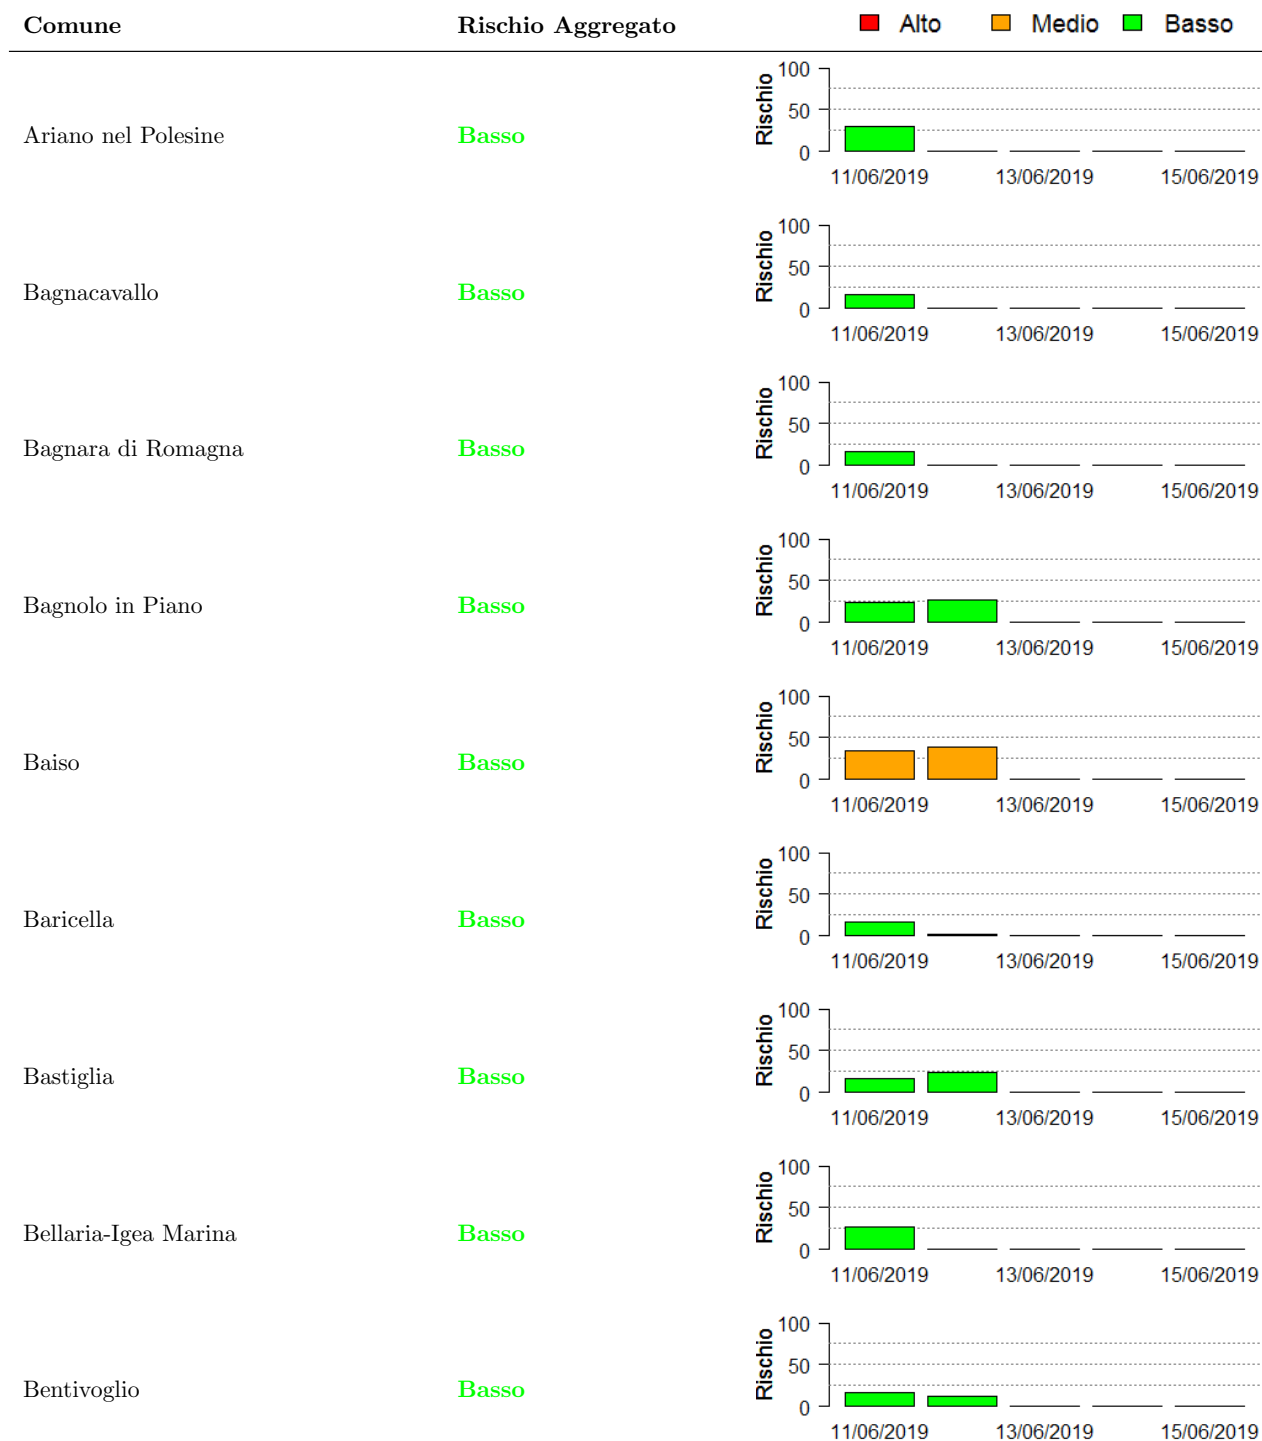 Comune Rischio Aggregato Alto Medio Basso
100
50
0
Rischio
Ariano nel Polesine Basso
11/06/2019 13/06/2019 15/06/2019
100
50
0
Rischio
Bagnacavallo Basso
11/06/2019 13/06/2019 15/06/2019
100
50
0
Rischio
Bagnara di Romagna Basso
11/06/2019 13/06/2019 15/06/2019
100
50
0
Rischio
Bagnolo in Piano Basso
11/06/2019 13/06/2019 15/06/2019
100
50
0
Rischio
Baiso Basso
11/06/2019 13/06/2019 15/06/2019
100
50
0
Rischio
Baricella Basso
11/06/2019 13/06/2019 15/06/2019
100
50
0
Rischio
Bastiglia Basso
11/06/2019 13/06/2019 15/06/2019
100
50
0
Rischio
Bellaria-Igea Marina Basso
11/06/2019 13/06/2019 15/06/2019
100
50
0
Rischio
Bentivoglio Basso
11/06/2019 13/06/2019 15/06/2019